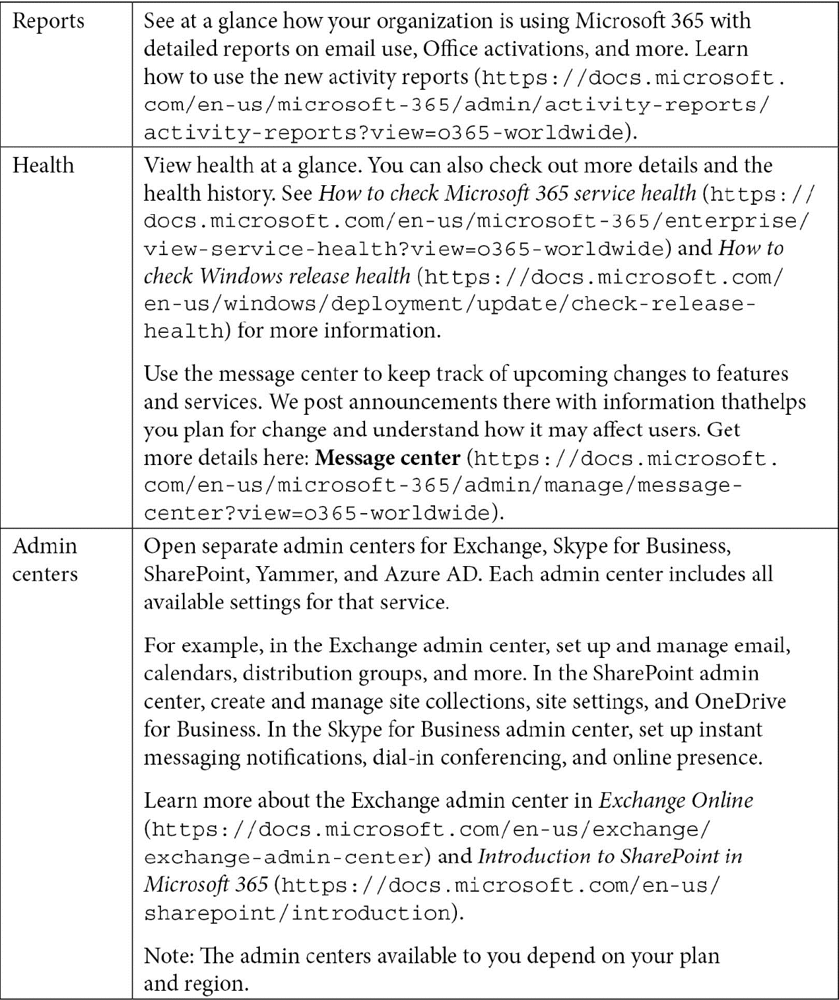 Reports
See at a glance how your organization is using Microsoft 365 with
detailed reports on email use, Office activations, and more. Learn
how to use the new activity reports (https://docs.microsoft.
com/en-us/microsoft-365/admin/activity-reports/
activity-reports?view=o365-worldwide).
Health
View health at a glance. You can also check out more details and the
health history. See How to check Microsoft 365 service health (https://
docs.microsoft.com/en-us/microsoft-365/enterprise/
view-service-health?view=o365-worldwide) and How to
check Windows release health (https://docs.microsoft.com/
en-us/windows/deployment/update/check-release-
health) for more information.
Use the message center to keep track of upcoming changes to features
and services. We post announcements there with information thathelps
you plan for change and understand how it may affect users. Get
more details here: Message center (https://docs.microsoft.
com/en-us/microsoft-365/admin/manage/message-
center?view=o365-worldwide).
Admin
centers
Open separate admin centers for Exchange, Skype for Business,
SharePoint, Yammer, and Azure AD. Each admin center includes all
available settings for that service.
For example, in the Exchange admin center, set up and manage email,
calendars, distribution groups, and more. In the SharePoint admin
center, create and manage site collections, site settings, and OneDrive
for Business. In the Skype for Business admin center, set up instant
messaging notifications, dial-in conferencing, and online presence.
Learn more about the Exchange admin center in Exchange Online
(https://docs.microsoft.com/en-us/exchange/
exchange-admin-center) and Introduction to SharePoint in
Microsoft 365 (https://docs.microsoft.com/en-us/
sharepoint/introduction).
Note: The admin centers available to you depend on your plan
and region.